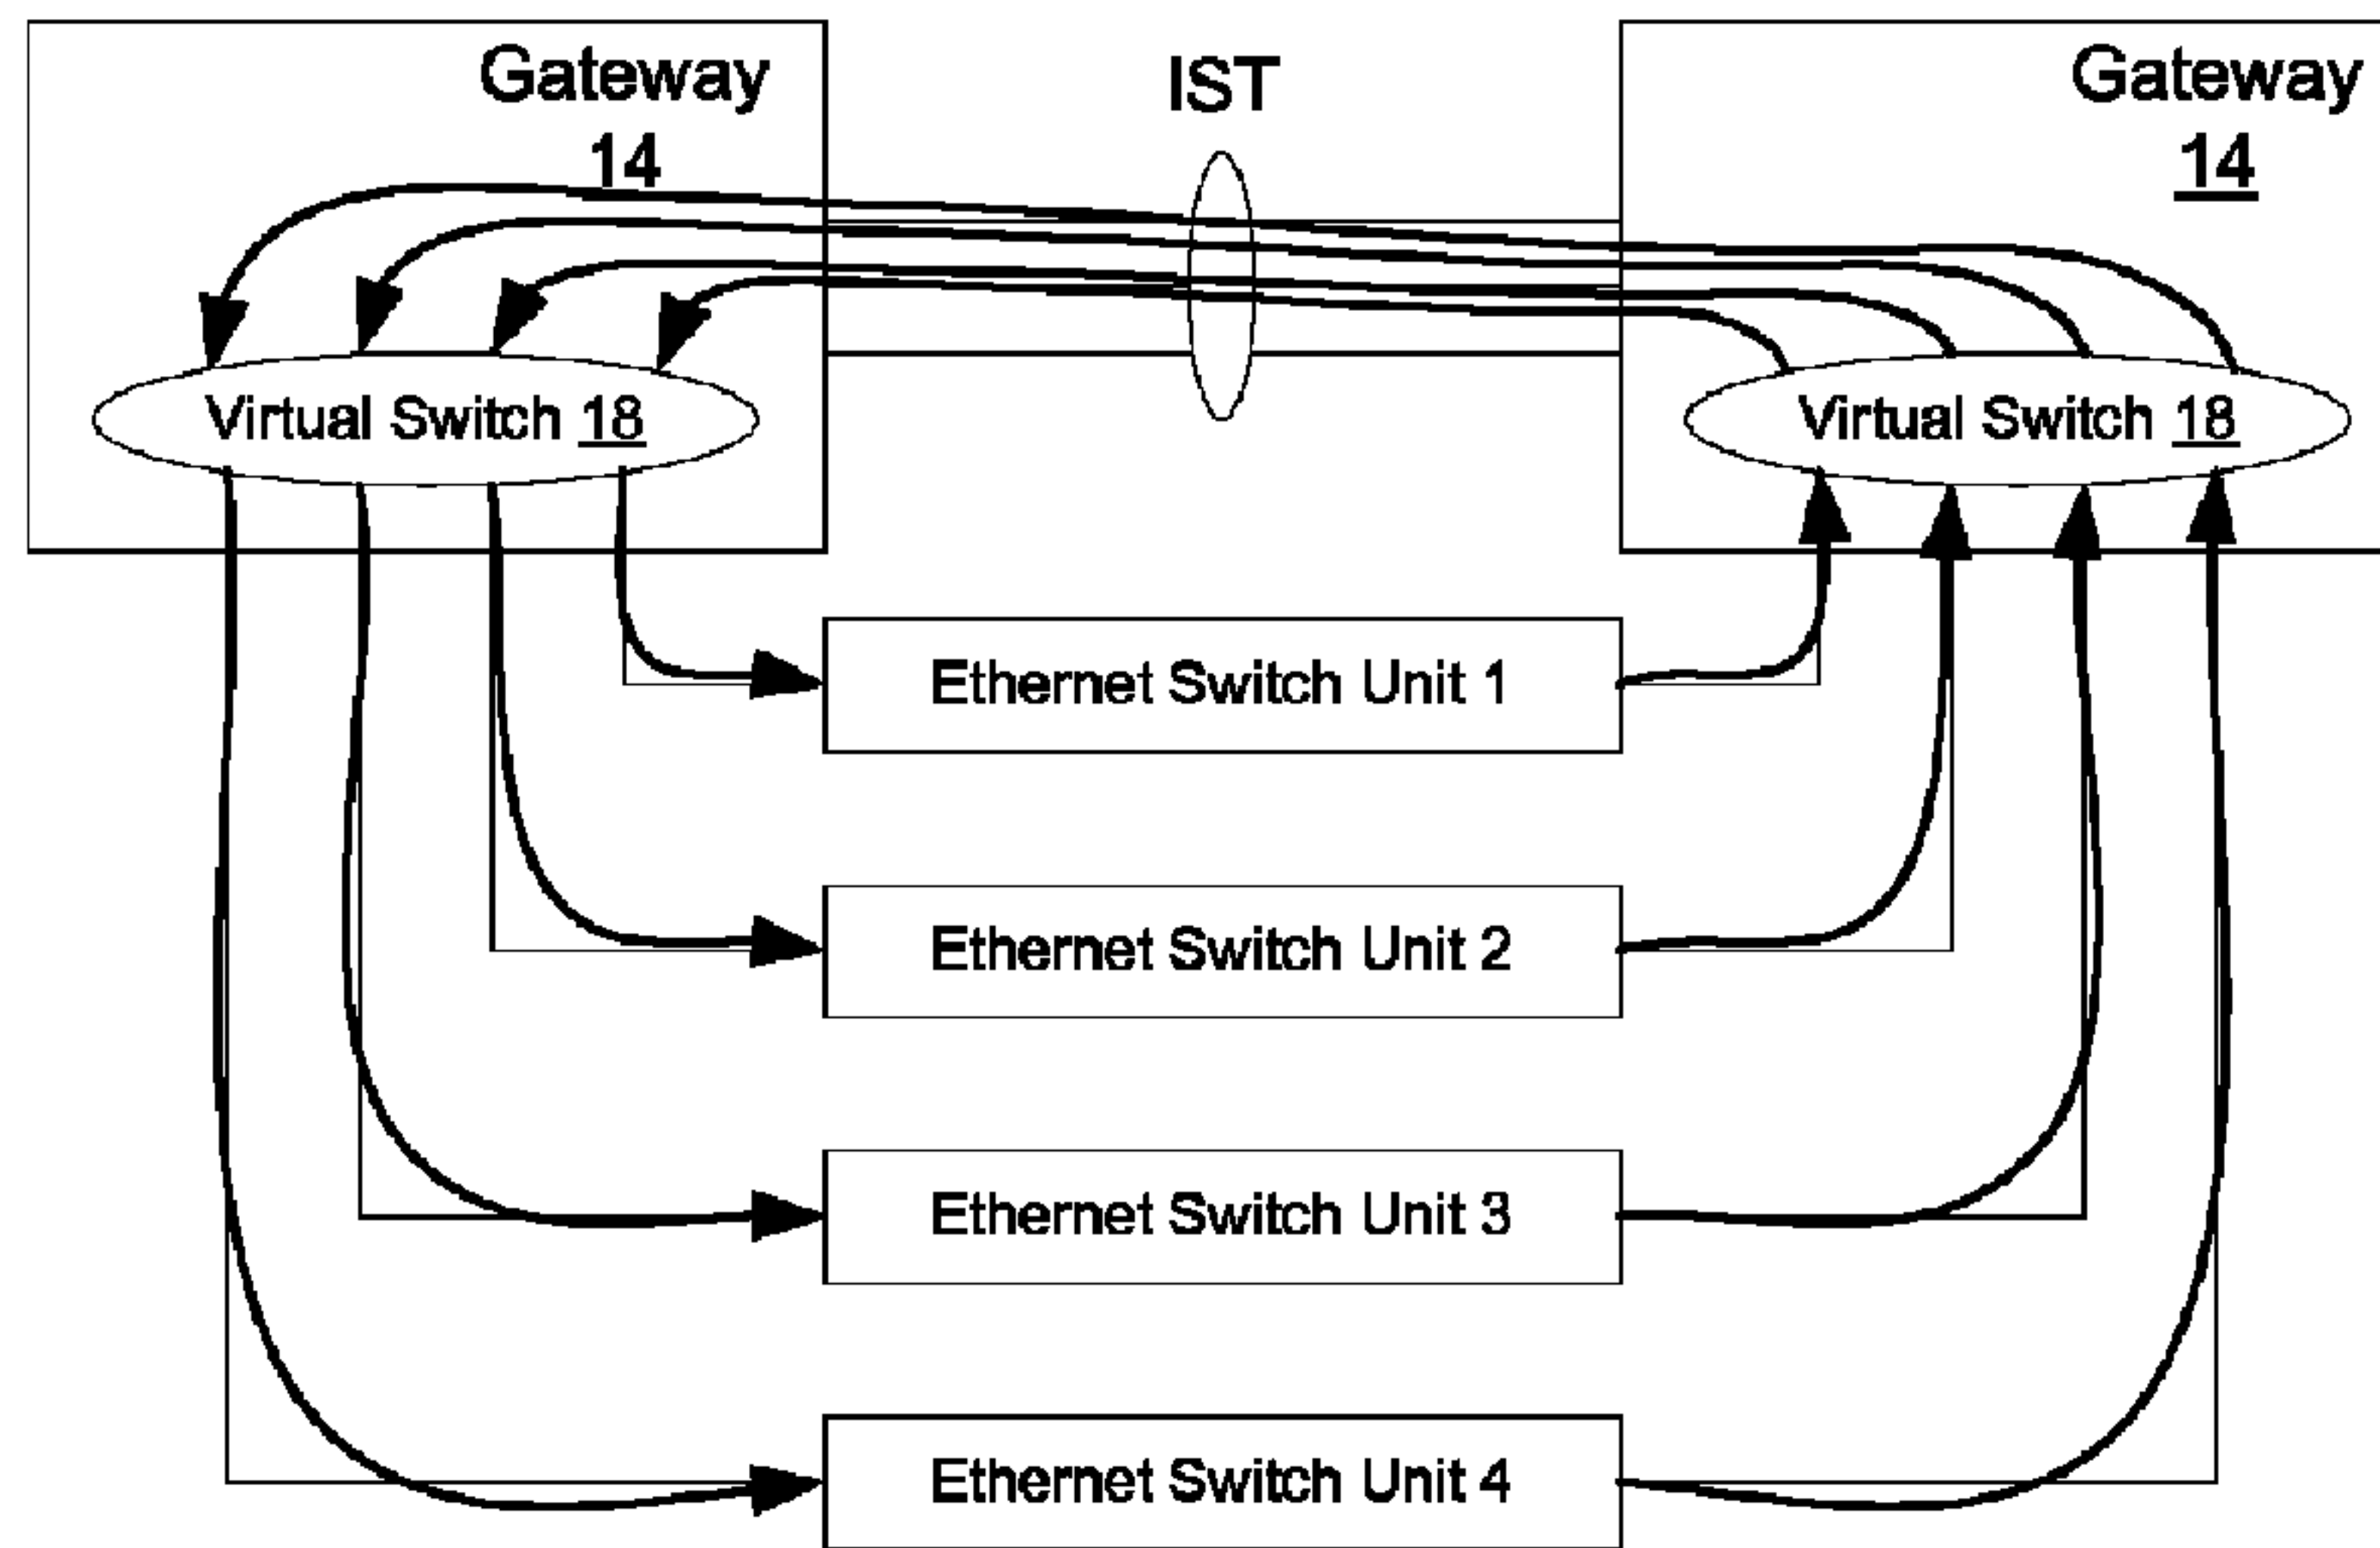 Gateway
14
IST
Gateway
14
Virtual Switch 18
Virtual Switch 18
Ethernet Switch Unit 1
Ethernet Switch Unit 2
Ethernet Switch Unit 3
Ethernet Switch Unit 4